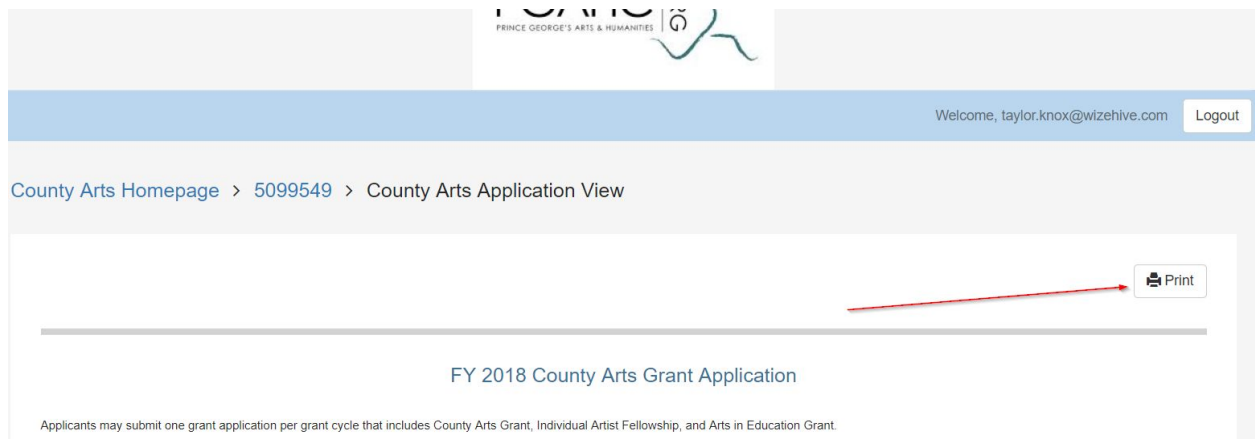 PRINCE GEORGE'S ARTS & HUMANITIES
Welcome, taylor.knox@wizehive.com Logout
County Arts Homepage > 5099549 > County Arts Application View
Print
FY 2018 County Arts Grant Application
Applicants may submit one grant application per grant cycle that includes County Arts Grant, Individual Artist Fellowship, and Arts in Education Grant.